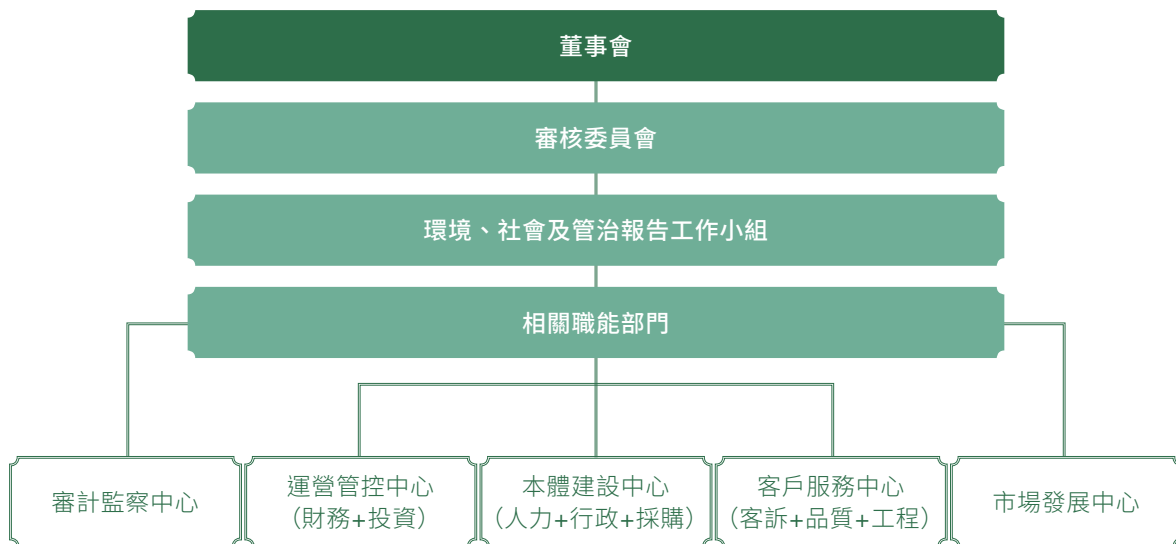 董事會
審核委員會
環境、社會及管治報告工作小組
相關職能部門
審計監察中心
運營管控中心
（財務+投資）
本體建設中心
（人力+行政+採購）
客戶服務中心
（客訴+品質+工程）
市場發展中心